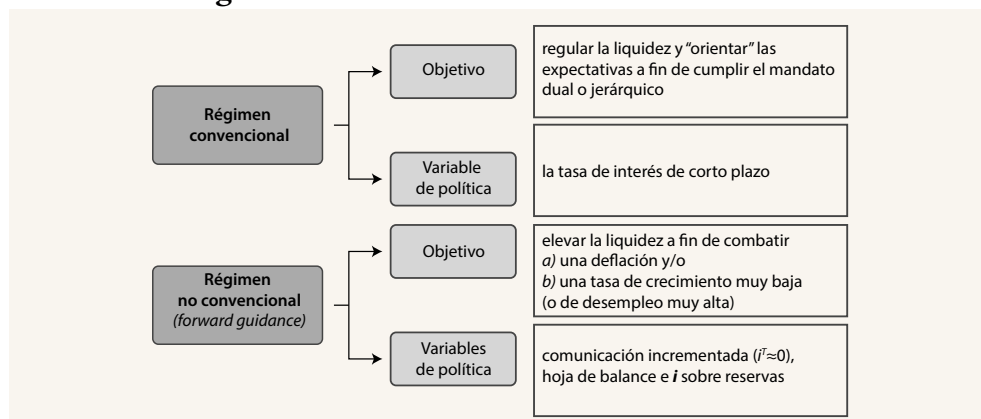 Régimen
convencional
Objetivo
regular la liquidez y “orientar” las
expectativas a fin de cumplir el mandato
dual o jerárquico
Variable
de política
la tasa de interés de corto plazo
Régimen
no convencional
(forward guidance)
Objetivo
elevar la liquidez a fin de combatir
a) una deflación y/o
b) una tasa de crecimiento muy baja
(o de desempleo muy alta)
Variables
de política
comunicación incrementada (iᵀ≈0),
hoja de balance e i sobre reservas